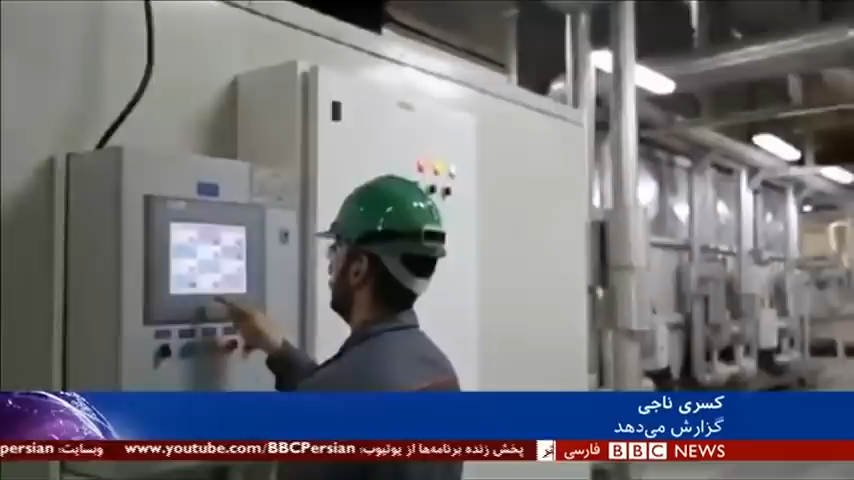 کسری ناجی
گزارش می‌دهد
BBC NEWS فارسی
پخش زنده برنامه‌ها از یوتیوب: www.youtube.com/BBCPersian
وبسایت: persian